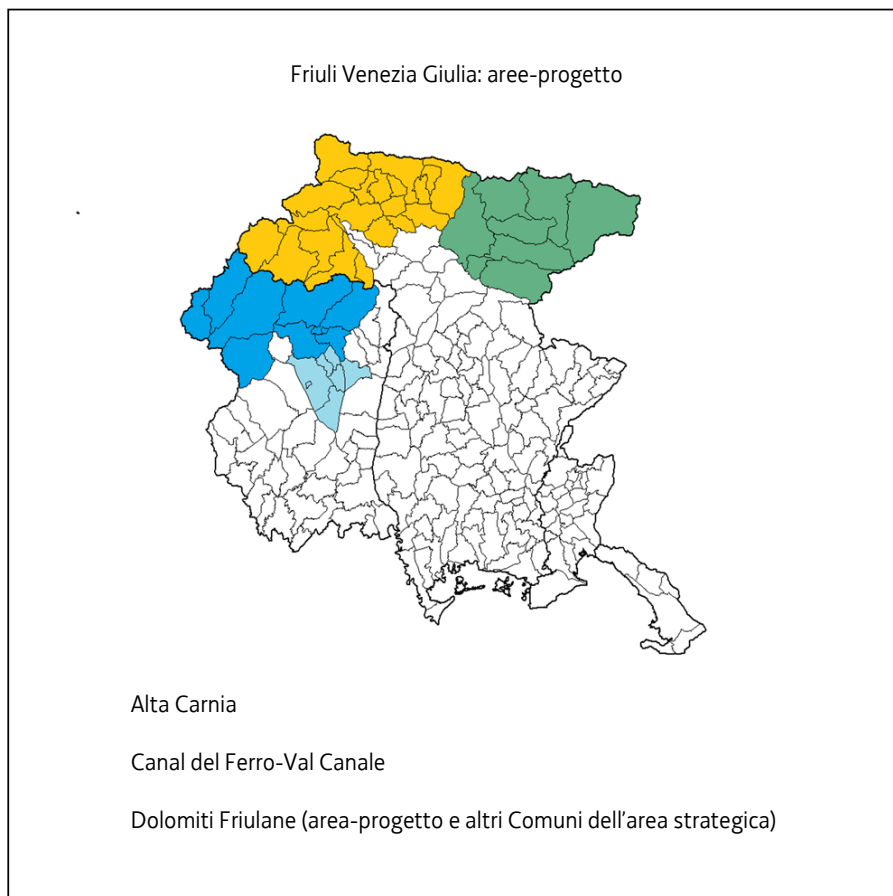 Friuli Venezia Giulia: aree-progetto
Alta Carnia
Canal del Ferro-Val Canale
Dolomiti Friulane (area-progetto e altri Comuni dell’area strategica)